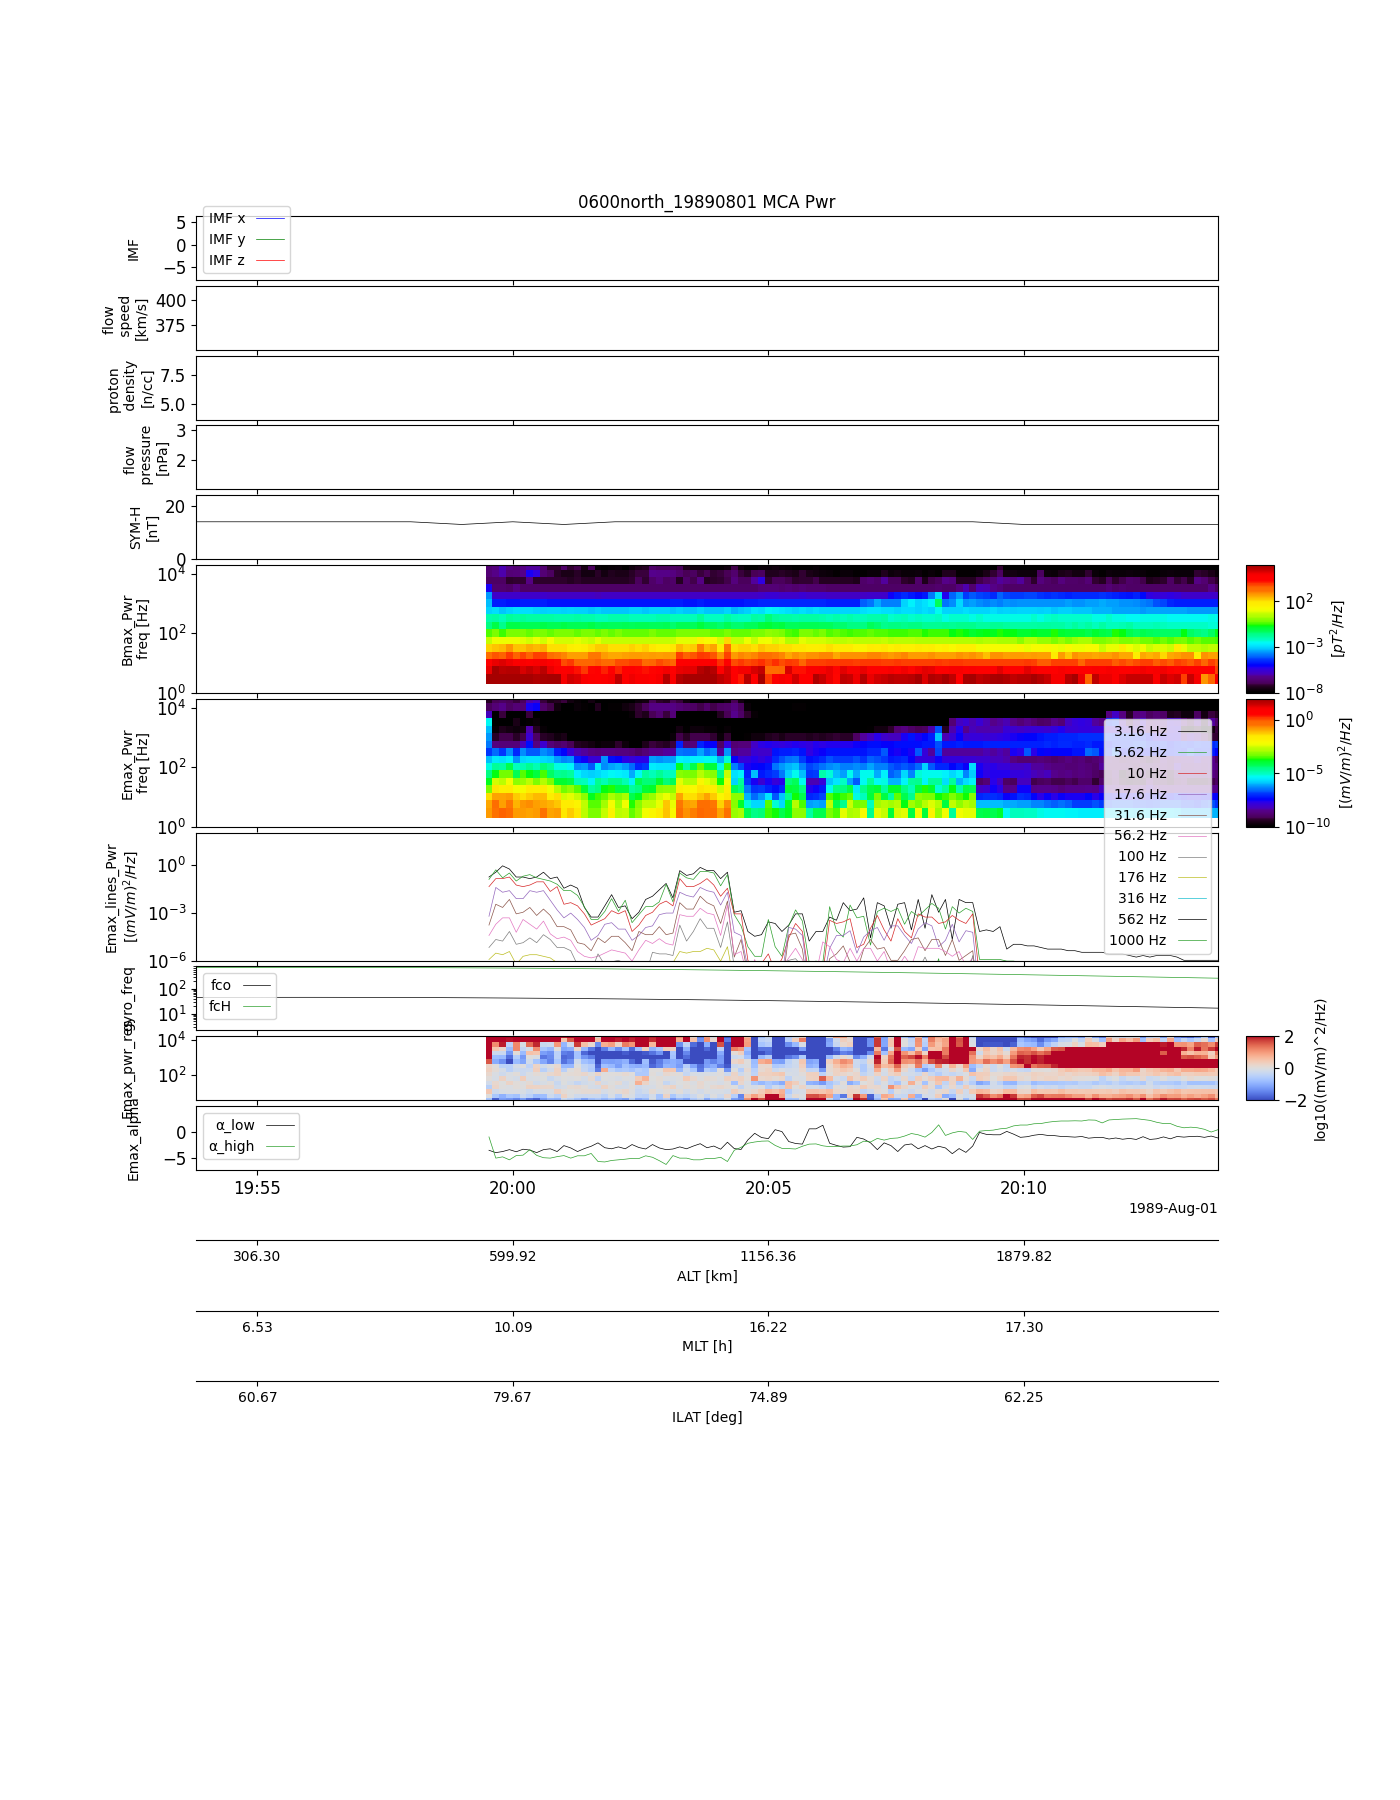 0600north_19890801 MCA Pwr
IMF
5
0
−5
IMF x
IMF y
IMF z
flow
speed
[km/s]
400
375
proton
density
[n/cc]
7.5
5.0
flow
pressure
[nPa]
3
2
SYM-H
[nT]
20
0
Bmax_Pwr
freq [Hz]
10^4
10^2
10^0
10^2
10^−3
10^−8
[pT^2/Hz]
Emax_Pwr
freq [Hz]
10^4
10^2
10^0
10^0
10^−5
10^−10
[(mV/m)^2/Hz]
3.16 Hz
5.62 Hz
10 Hz
17.6 Hz
31.6 Hz
56.2 Hz
100 Hz
176 Hz
316 Hz
562 Hz
1000 Hz
Emax_lines_Pwr
[(mV/m)^2/Hz]
10^0
10^−3
10^−6
gyro_freq
10^2
10^1
fco
fcH
Emax_pwr_reg
10^4
10^2
2
0
−2
log10((mV/m)^2/Hz)
Emax_alpha
0
−5
α_low
α_high
19:55 20:00 20:05 20:10
1989-Aug-01
306.30 599.92 1156.36 1879.82
ALT [km]
6.53 10.09 16.22 17.30
MLT [h]
60.67 79.67 74.89 62.25
ILAT [deg]